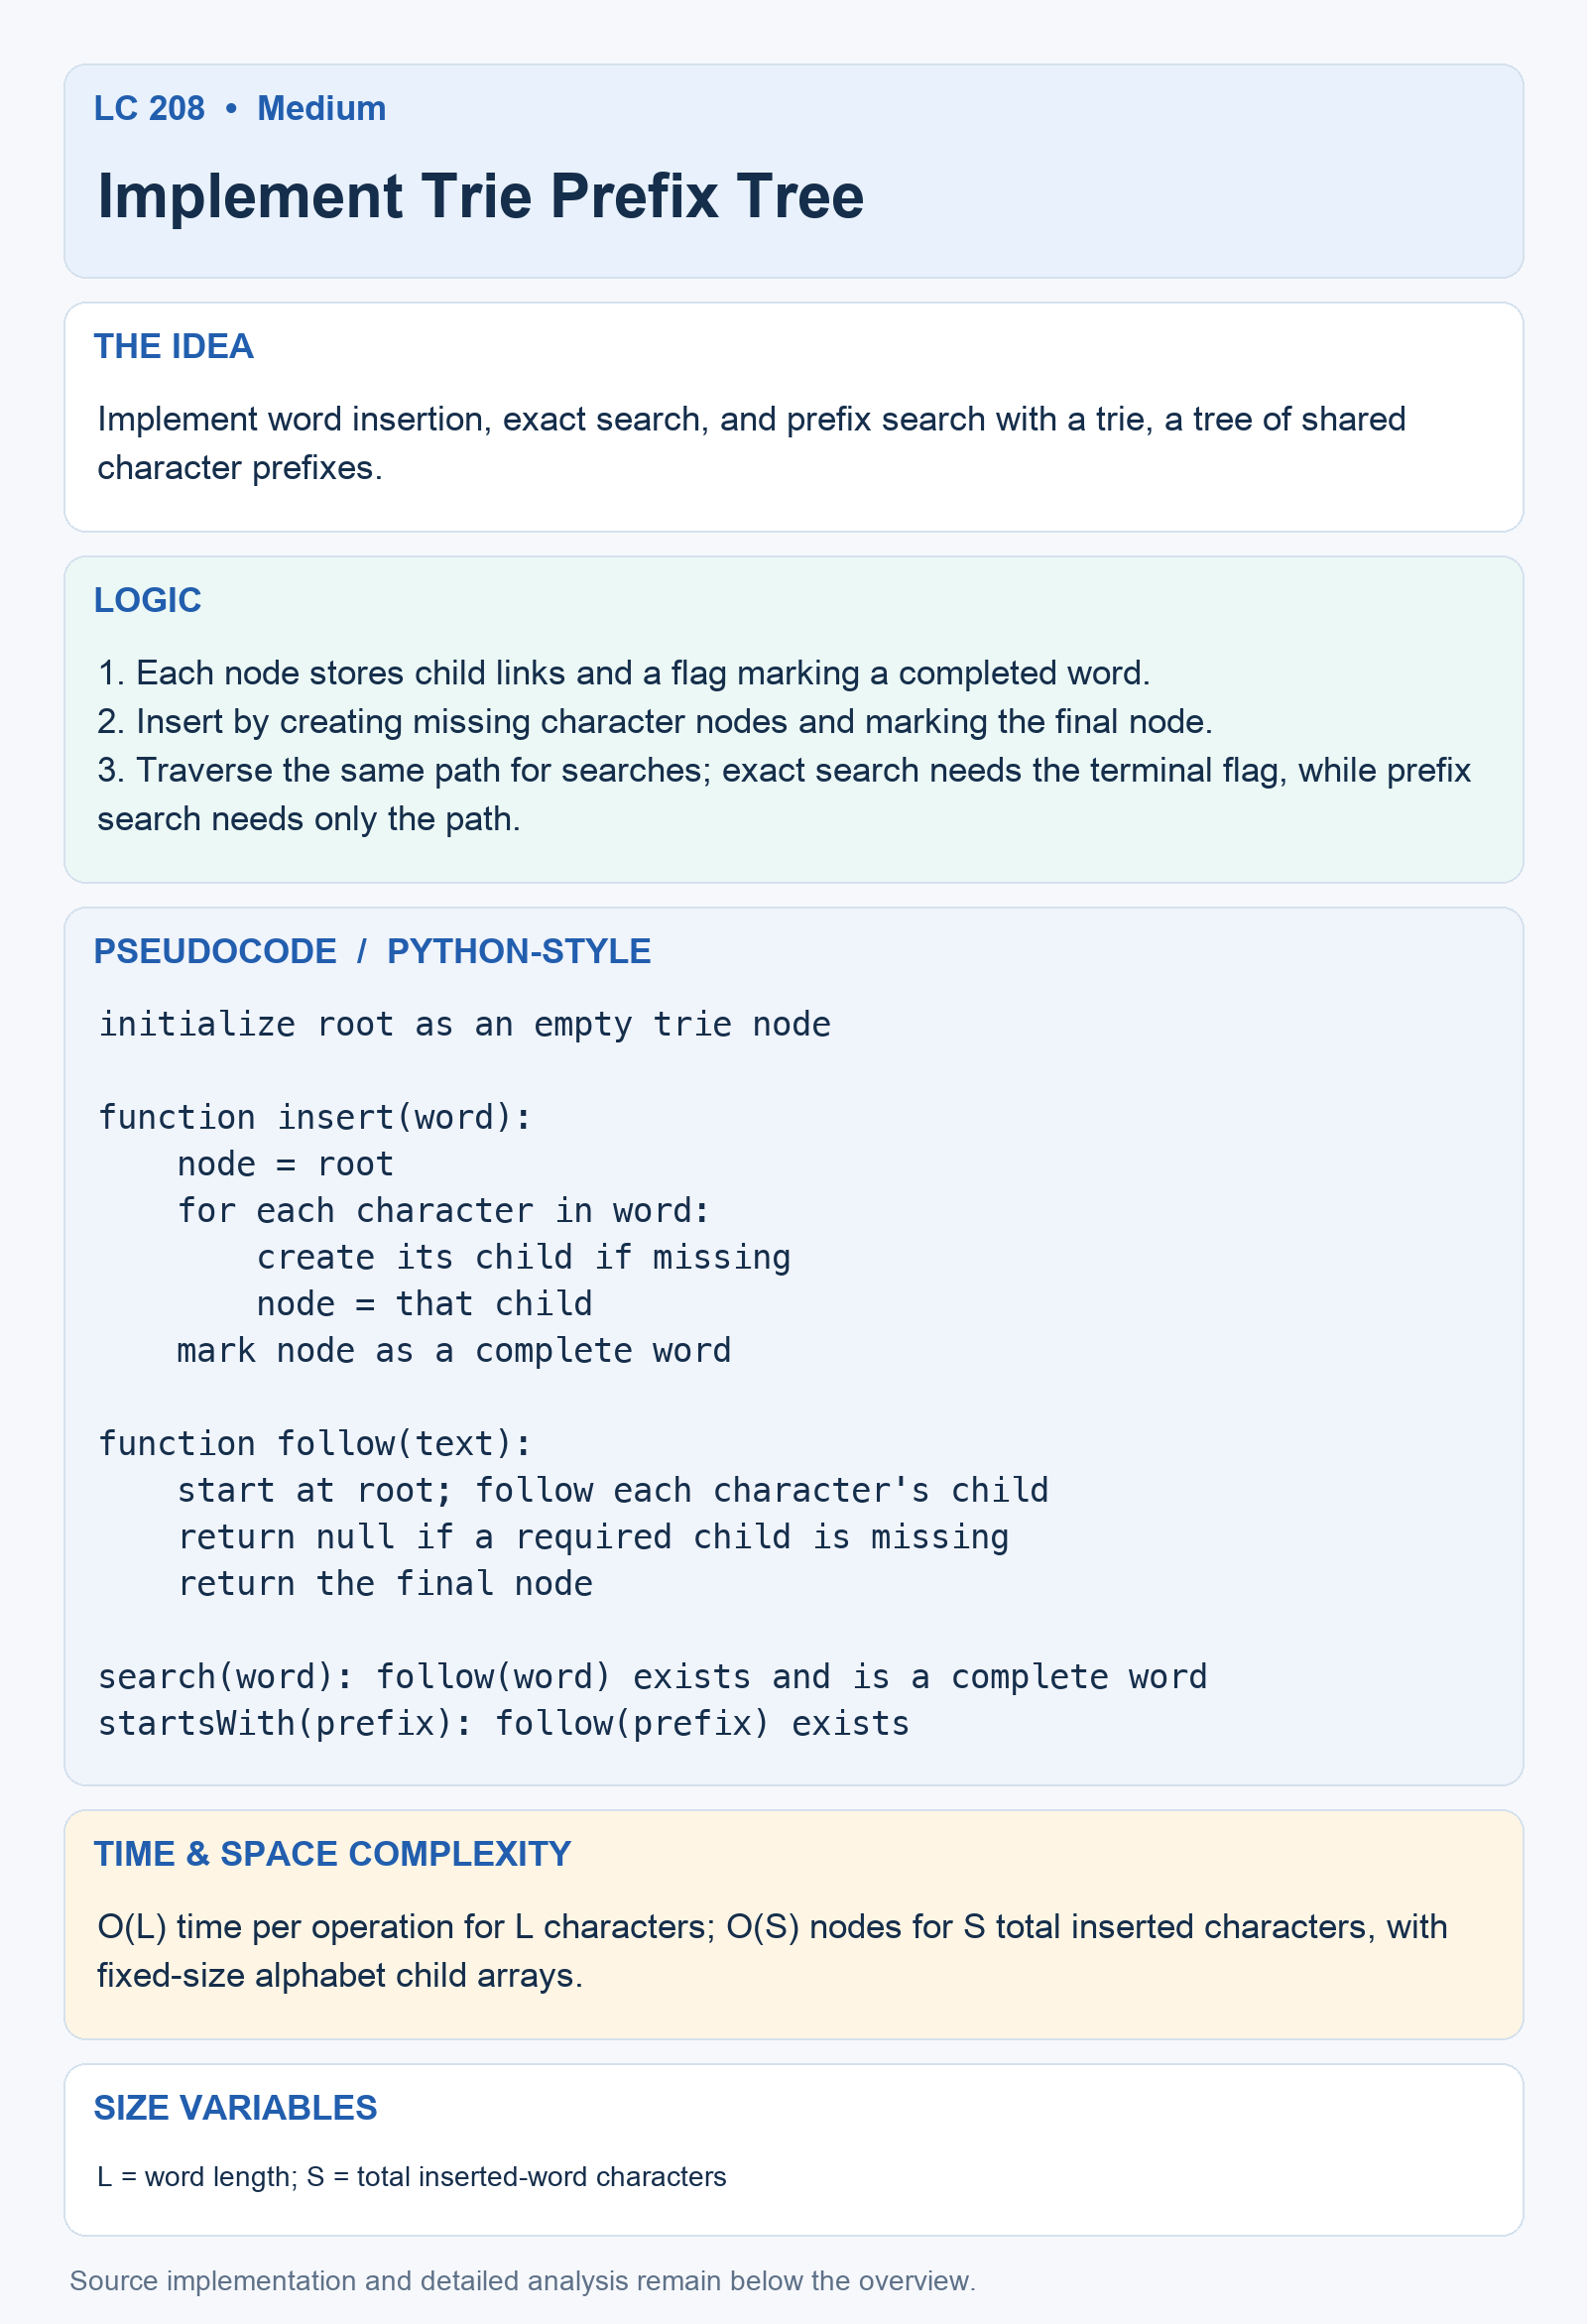 LC 208 • Medium
Implement Trie Prefix Tree
THE IDEA
Implement word insertion, exact search, and prefix search with a trie, a tree of shared
character prefixes.
LOGIC
1. Each node stores child links and a flag marking a completed word.
2. Insert by creating missing character nodes and marking the final node.
3. Traverse the same path for searches; exact search needs the terminal flag, while prefix
search needs only the path.
PSEUDOCODE / PYTHON-STYLE
initialize root as an empty trie node
function insert(word):
    node = root
    for each character in word:
        create its child if missing
        node = that child
    mark node as a complete word
function follow(text):
    start at root; follow each character's child
    return null if a required child is missing
    return the final node
search(word): follow(word) exists and is a complete word
startsWith(prefix): follow(prefix) exists
TIME & SPACE COMPLEXITY
O(L) time per operation for L characters; O(S) nodes for S total inserted characters, with
fixed-size alphabet child arrays.
SIZE VARIABLES
L = word length; S = total inserted-word characters
Source implementation and detailed analysis remain below the overview.